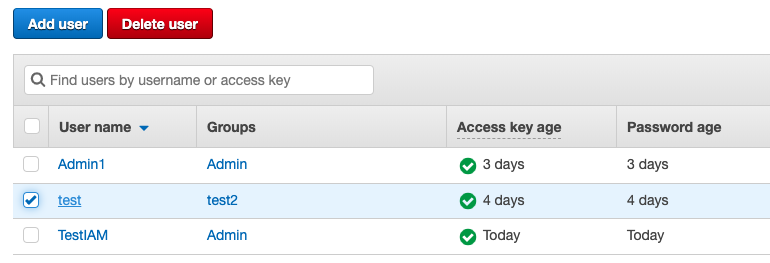 Add user Delete user
Find users by username or access key
User name Groups Access key age Password age
Admin1 Admin 3 days 3 days
test test2 4 days 4 days
TestIAM Admin Today Today